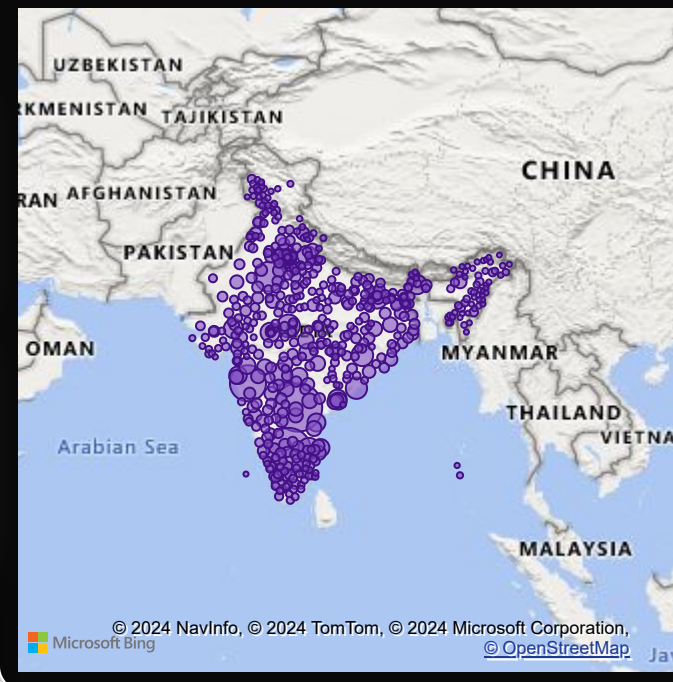 UZBEKISTAN
RKMENISTAN
TAJIKISTAN
CHINA
RAN
AFGHANISTAN
PAKISTAN
OMAN
MYANMAR
THAILAND
VIETNA
Arabian Sea
MALAYSIA
© 2024 NavInfo, © 2024 TomTom, © 2024 Microsoft Corporation,
Microsoft Bing
© OpenStreetMap
Jav